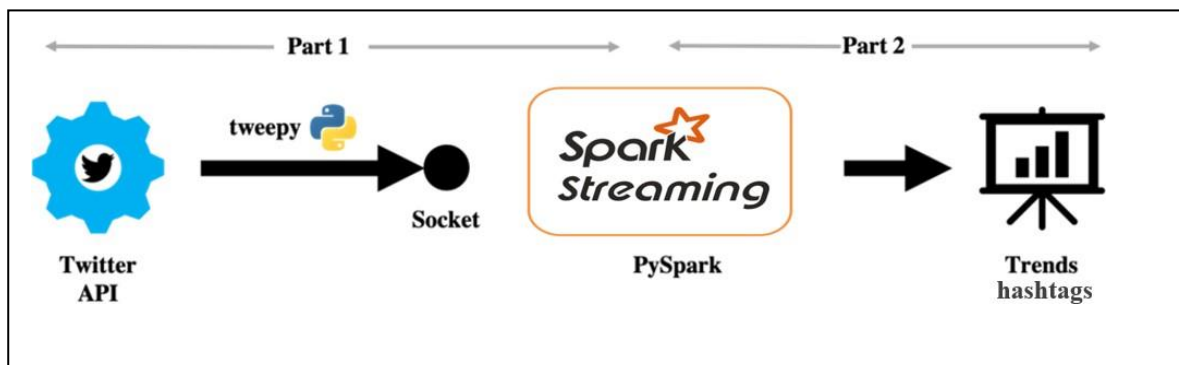 Part 1
Part 2
tweepy
Spark
Streaming
Socket
Twitter
API
PySpark
Trends
hashtags